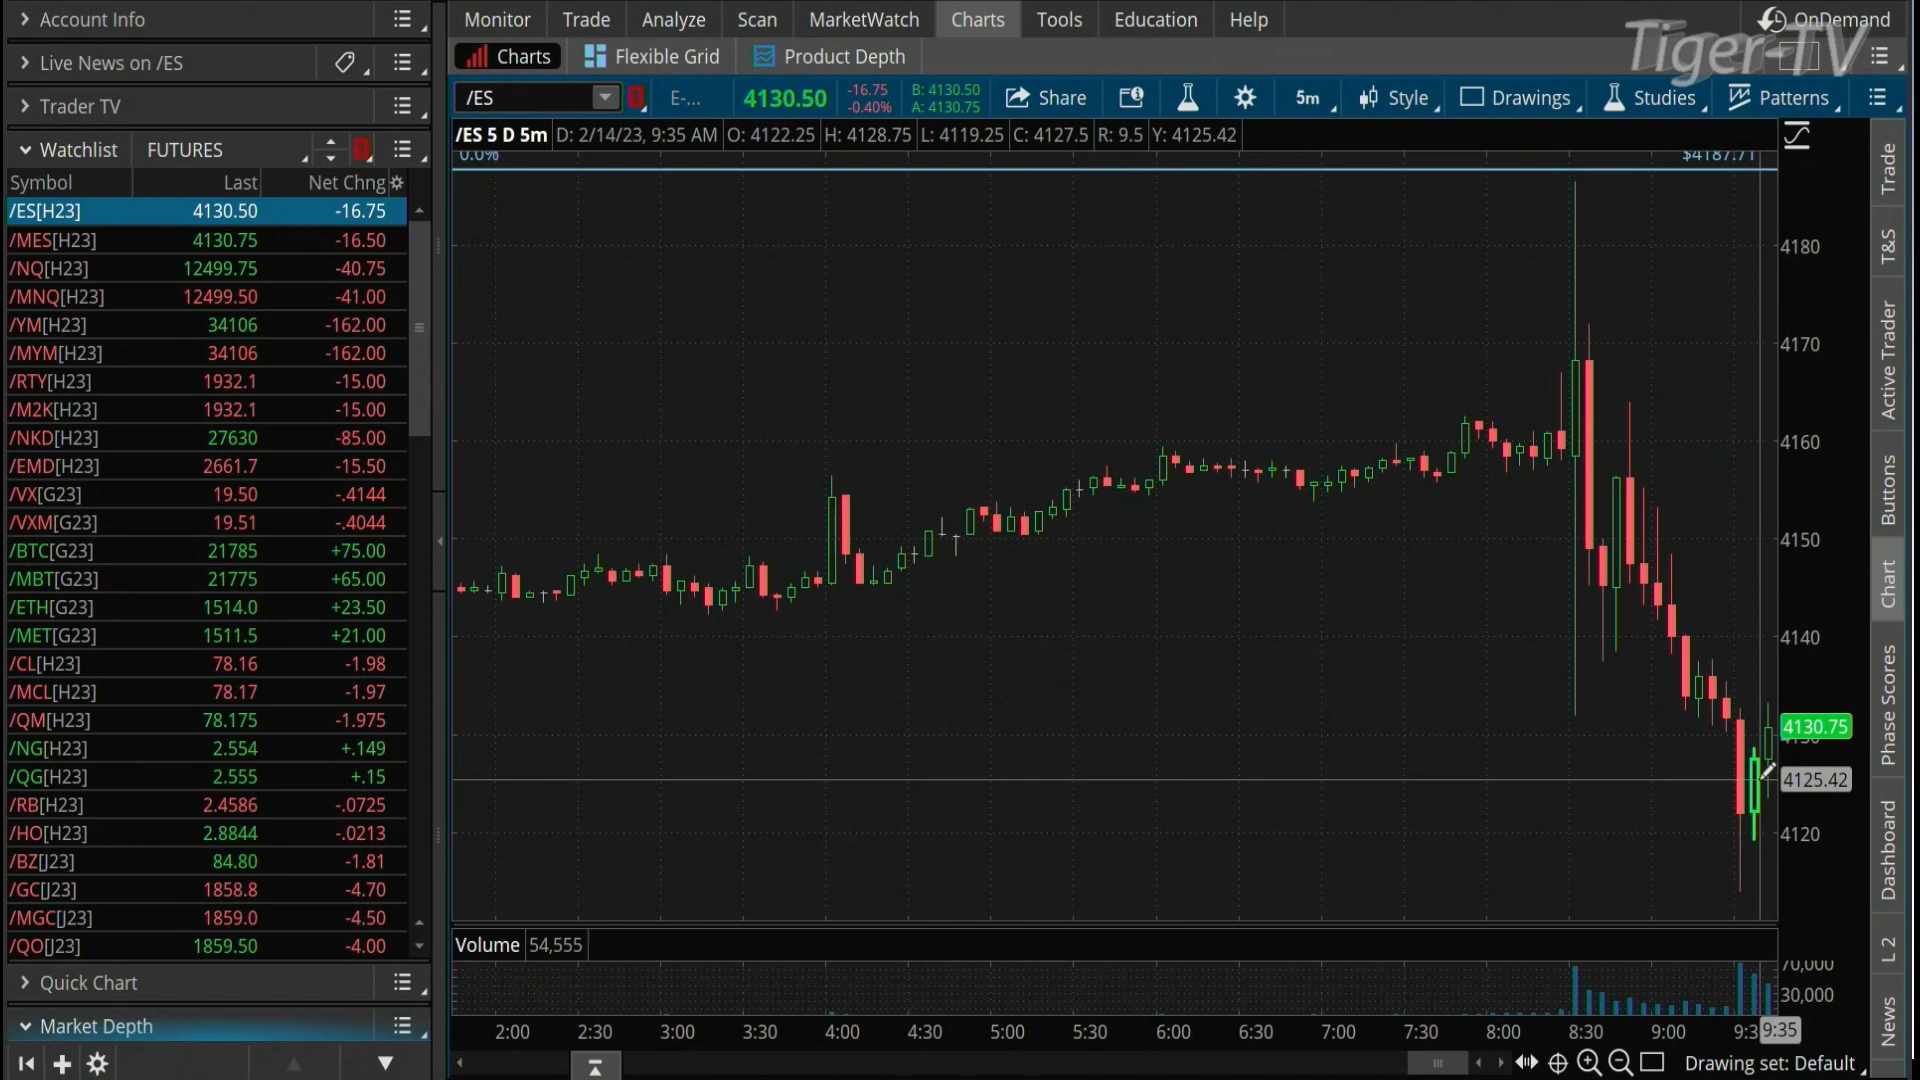 Account Info
Live News on /ES
Trader TV
Watchlist FUTURES
Symbol Last Net Chng
/ES[H23] 4130.50 -16.75
/MES[H23] 4130.75 -16.50
/NQ[H23] 12499.75 -40.75
/MNQ[H23] 12499.50 -41.00
/YM[H23] 34106 -162.00
/MYM[H23] 34106 -162.00
/RTY[H23] 1932.1 -15.00
/M2K[H23] 1932.1 -15.00
/NKD[H23] 27630 -85.00
/EMD[H23] 2661.7 -15.50
/VX[G23] 19.50 -.4144
/VXM[G23] 19.51 -.4044
/BTC[G23] 21785 +75.00
/MBT[G23] 21775 +65.00
/ETH[G23] 1514.0 +23.50
/MET[G23] 1511.5 +21.00
/CL[H23] 78.16 -1.98
/MCL[H23] 78.17 -1.97
/QM[H23] 78.175 -1.975
/NG[H23] 2.554 +.149
/QG[H23] 2.555 +.15
/RB[H23] 2.4586 -.0725
/HO[H23] 2.8844 -.0213
/BZ[J23] 84.80 -1.81
/GC[J23] 1858.8 -4.70
/MGC[J23] 1859.0 -4.50
/QO[J23] 1859.50 -4.00
Quick Chart
Market Depth
Monitor Trade Analyze Scan MarketWatch Charts Tools Education Help OnDemand
Tiger-TV
Charts Flexible Grid Product Depth
/ES 1 E-... 4130.50 -16.75 -0.40% B: 4130.50 A: 4130.75 Share 5m Style Drawings Studies Patterns
/ES 5 D 5m D: 2/14/23, 9:35 AM O: 4122.25 H: 4128.75 L: 4119.25 C: 4127.5 R: 9.5 Y: 4125.42
0.0% $4187.71
4180
4170
4160
4150
4140
4130.75
4125.42
4120
Volume 54,555
70,000
30,000
2:00 2:30 3:00 3:30 4:00 4:30 5:00 5:30 6:00 6:30 7:00 7:30 8:00 8:30 9:00 9:3 9:35
Drawing set: Default
Trade
T&S
Active Trader
Buttons
Chart
Phase Scores
Dashboard
L 2
News